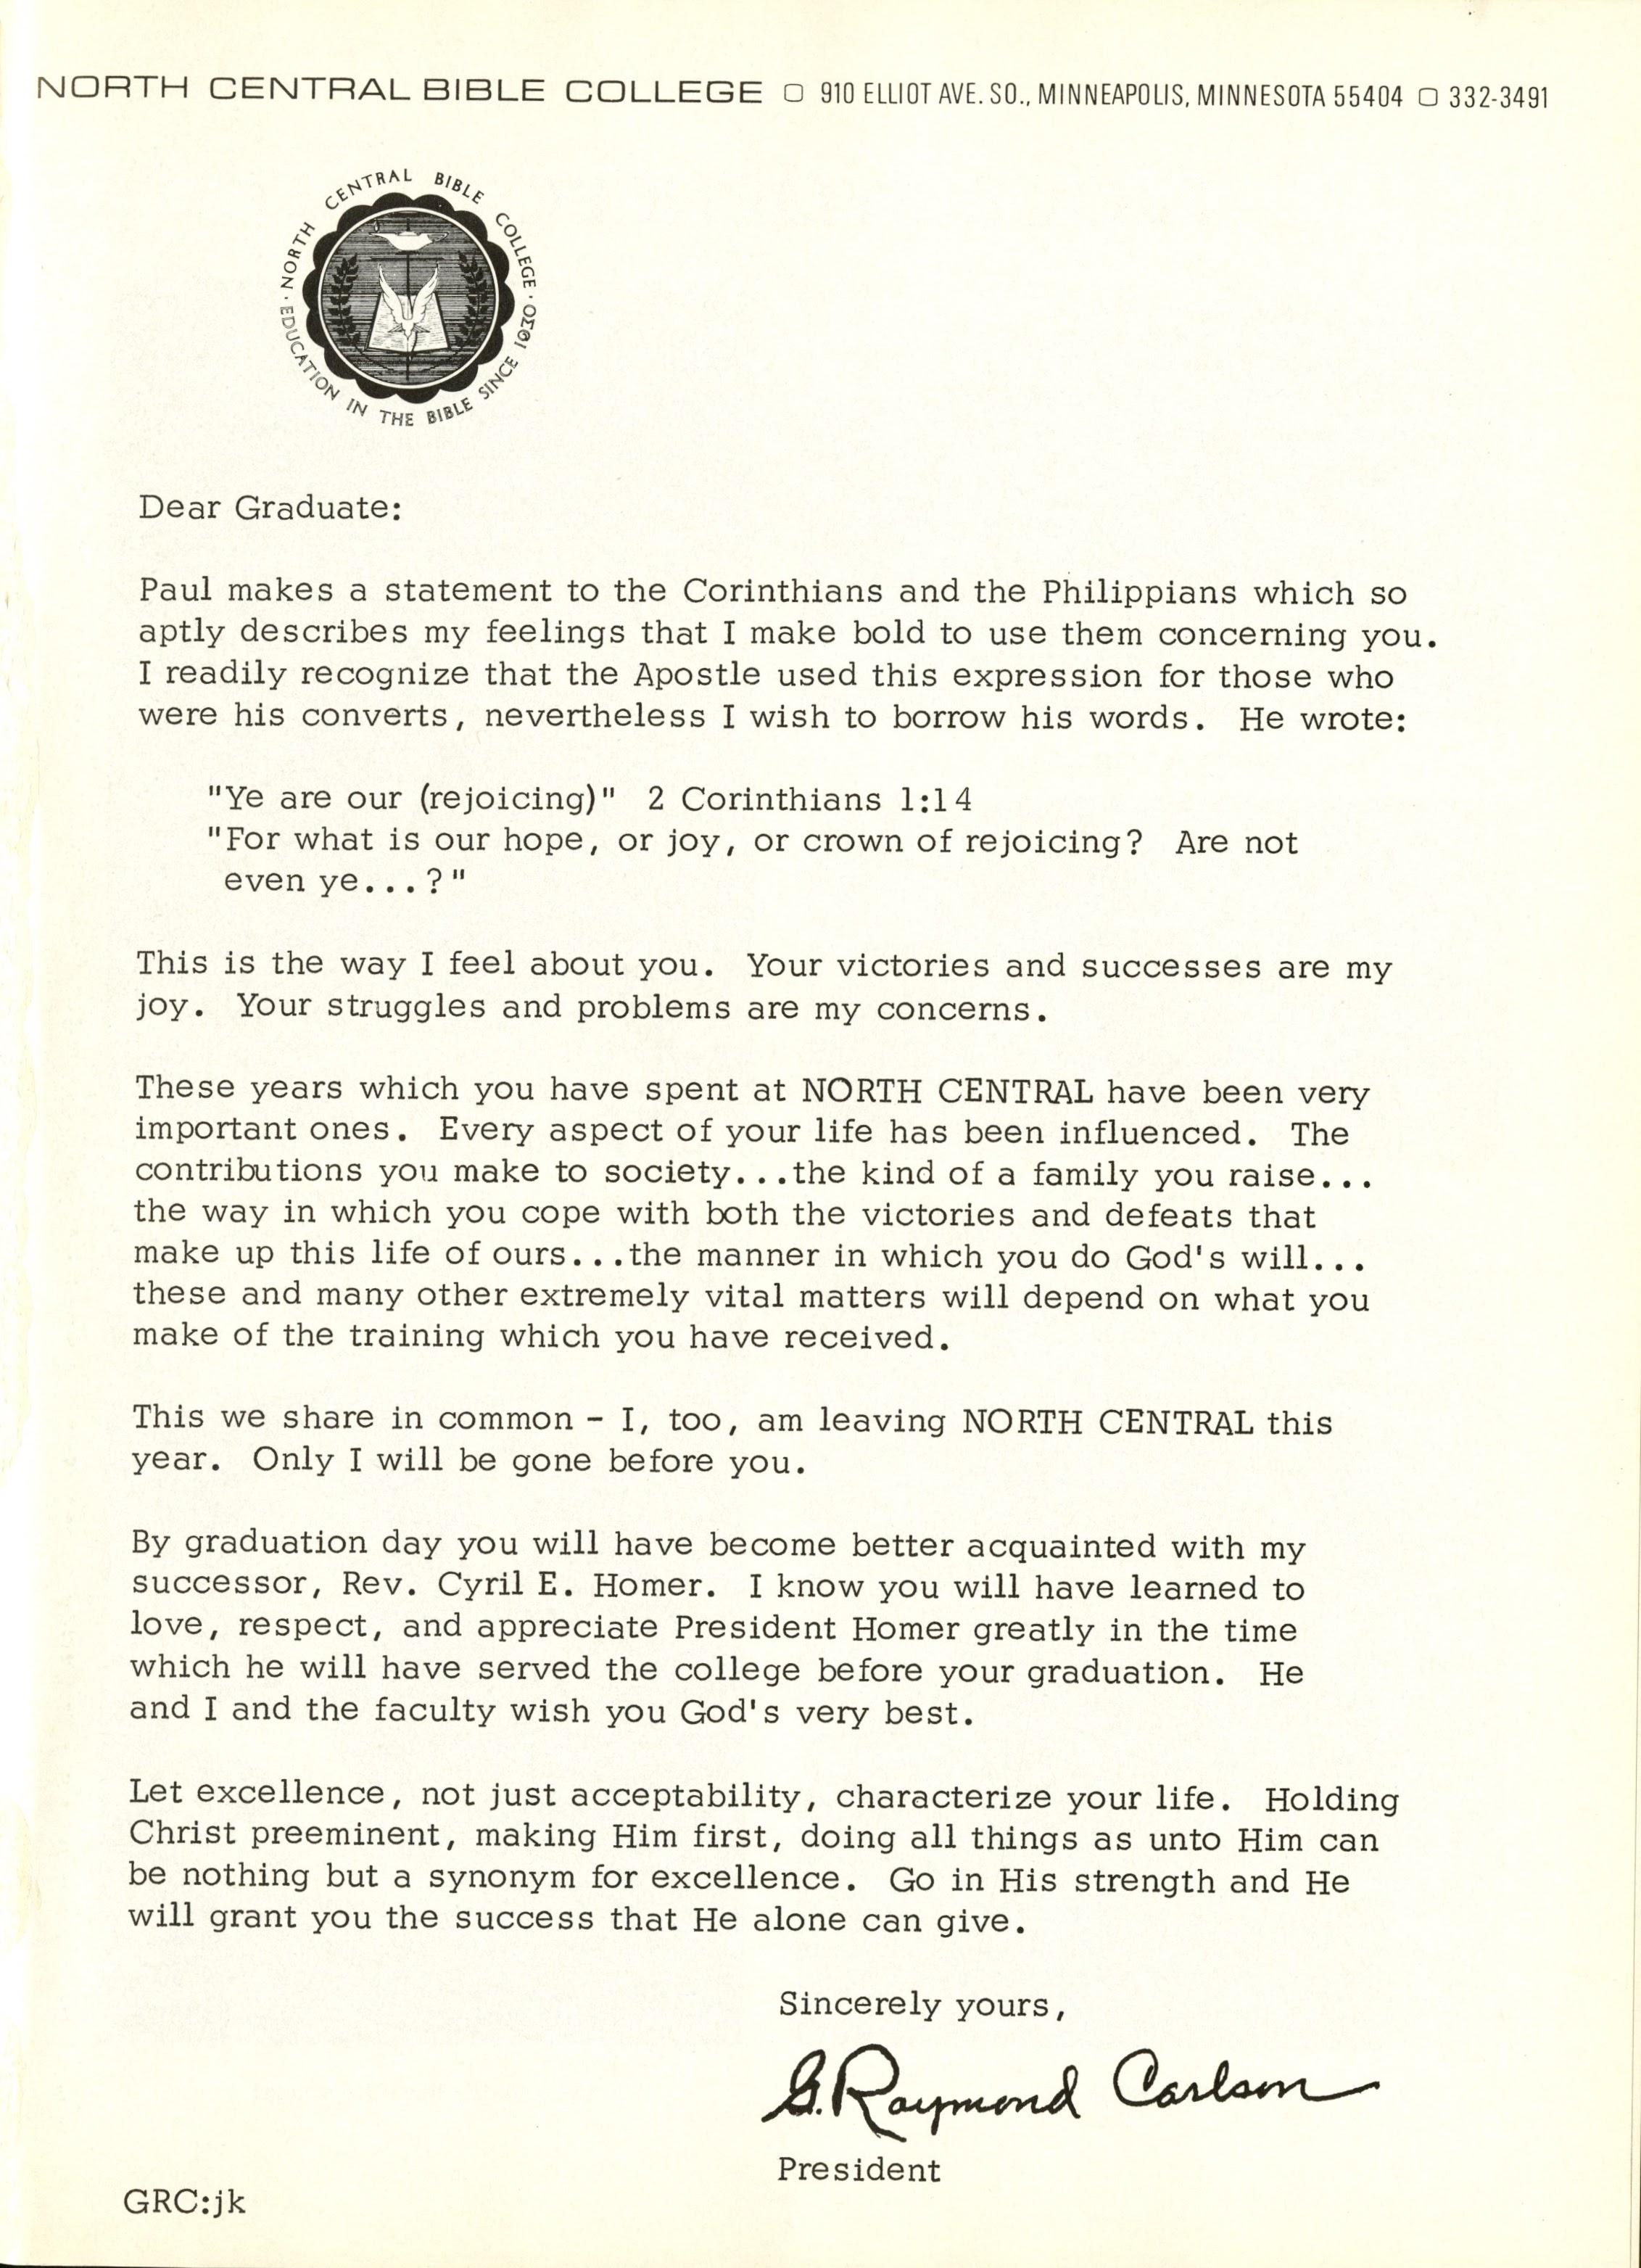 NORTH CENTRAL BIBLE COLLEGE ▢ 910 ELLIOT AVE. SO., MINNEAPOLIS, MINNESOTA 55404 ▢ 332-3491
NORTH CENTRAL BIBLE COLLEGE · EDUCATION IN THE BIBLE SINCE 1930 ·
Dear Graduate:
Paul makes a statement to the Corinthians and the Philippians which so
aptly describes my feelings that I make bold to use them concerning you.
I readily recognize that the Apostle used this expression for those who
were his converts, nevertheless I wish to borrow his words. He wrote:
"Ye are our (rejoicing)" 2 Corinthians 1:14
"For what is our hope, or joy, or crown of rejoicing? Are not
even ye...?"
This is the way I feel about you. Your victories and successes are my
joy. Your struggles and problems are my concerns.
These years which you have spent at NORTH CENTRAL have been very
important ones. Every aspect of your life has been influenced. The
contributions you make to society...the kind of a family you raise...
the way in which you cope with both the victories and defeats that
make up this life of ours...the manner in which you do God's will...
these and many other extremely vital matters will depend on what you
make of the training which you have received.
This we share in common - I, too, am leaving NORTH CENTRAL this
year. Only I will be gone before you.
By graduation day you will have become better acquainted with my
successor, Rev. Cyril E. Homer. I know you will have learned to
love, respect, and appreciate President Homer greatly in the time
which he will have served the college before your graduation. He
and I and the faculty wish you God's very best.
Let excellence, not just acceptability, characterize your life. Holding
Christ preeminent, making Him first, doing all things as unto Him can
be nothing but a synonym for excellence. Go in His strength and He
will grant you the success that He alone can give.
Sincerely yours,
G. Raymond Carlson
President
GRC:jk